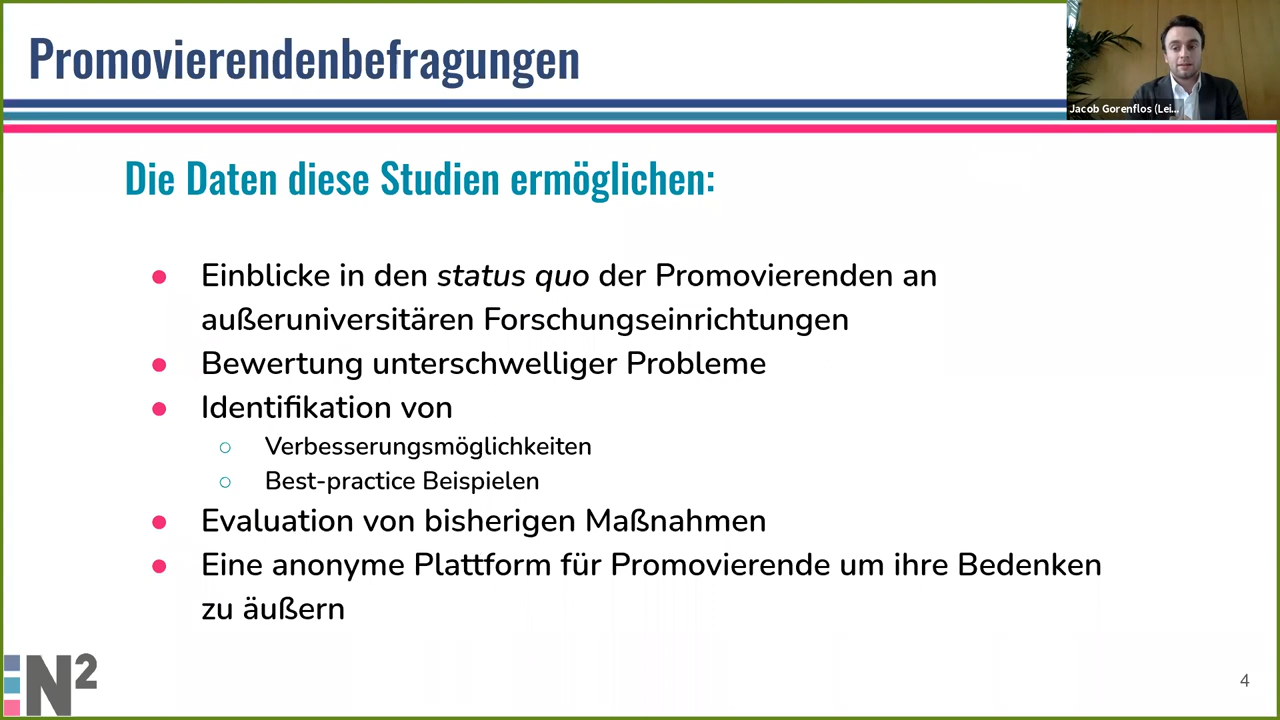 Promovierendenbefragungen
Jacob Gorenflos (Lei...
Die Daten diese Studien ermöglichen:
● Einblicke in den status quo der Promovierenden an
außeruniversitären Forschungseinrichtungen
● Bewertung unterschwelliger Probleme
● Identifikation von
○ Verbesserungsmöglichkeiten
○ Best-practice Beispielen
● Evaluation von bisherigen Maßnahmen
● Eine anonyme Plattform für Promovierende um ihre Bedenken
zu äußern
N²
4